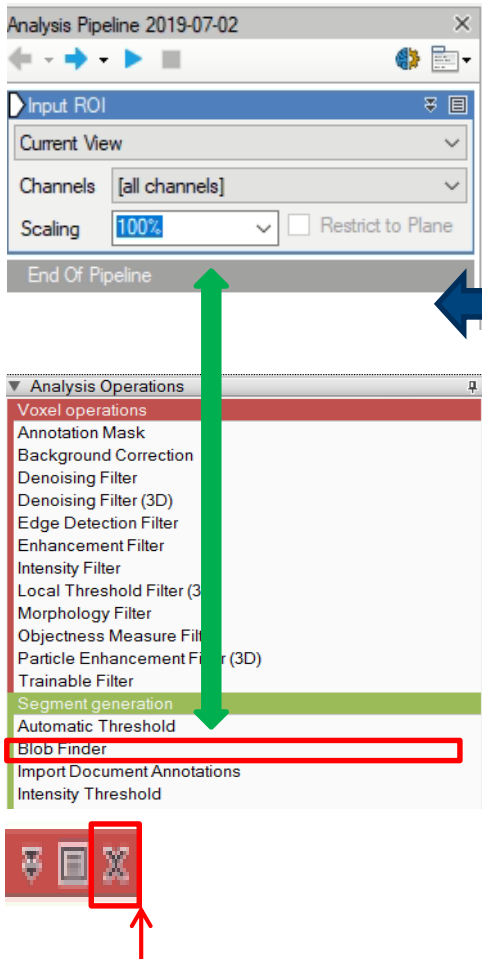 Analysis Pipeline 2019-07-02
Input ROI
Current View
Channels [all channels]
Scaling 100% Restrict to Plane
End Of Pipeline
Analysis Operations
Voxel operations
Annotation Mask
Background Correction
Denoising Filter
Denoising Filter (3D)
Edge Detection Filter
Enhancement Filter
Intensity Filter
Local Threshold Filter (3
Morphology Filter
Objectness Measure Filt
Particle Enhancement Filter (3D)
Trainable Filter
Segment generation
Automatic Threshold
Blob Finder
Import Document Annotations
Intensity Threshold